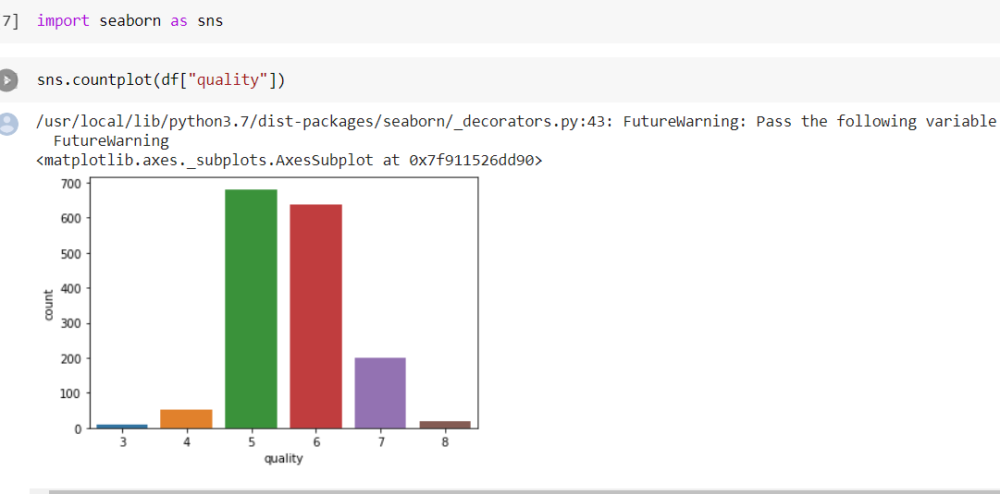 7] import seaborn as sns
sns.countplot(df["quality"])
/usr/local/lib/python3.7/dist-packages/seaborn/_decorators.py:43: FutureWarning: Pass the following variable
FutureWarning
<matplotlib.axes._subplots.AxesSubplot at 0x7f911526dd90>
700
600
500
400
300
200
100
0
count
3 4 5 6 7 8
quality